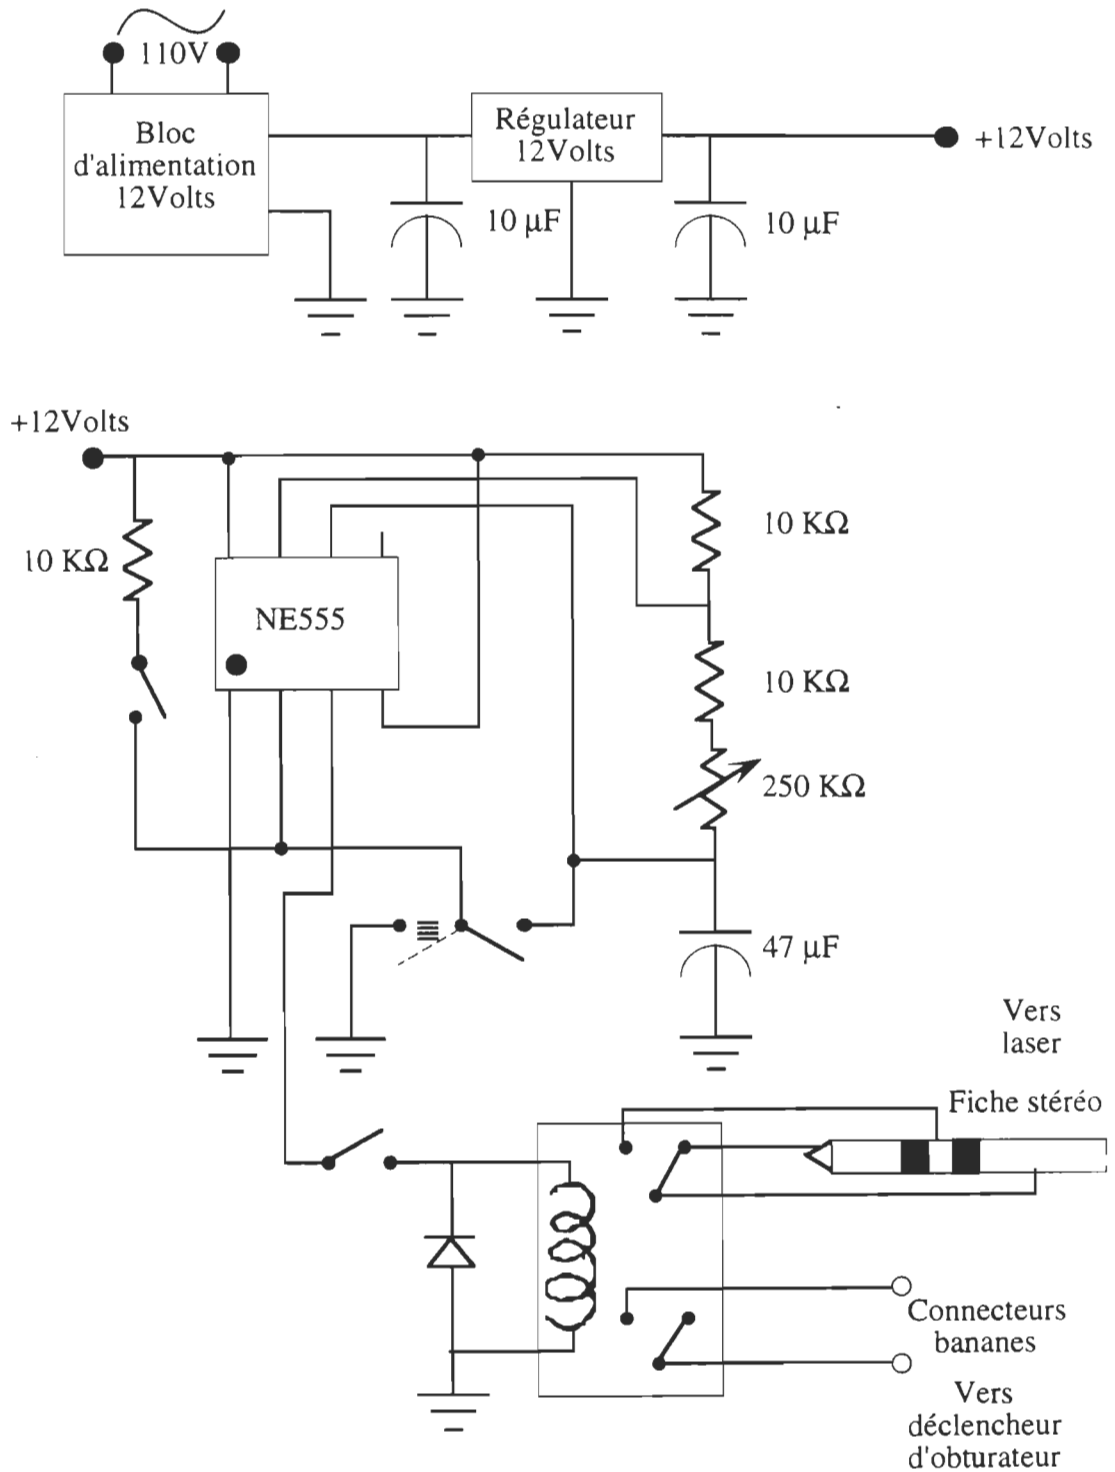 110V
Bloc
d'alimentation
12Volts
Régulateur
12Volts
+12Volts
10 µF
10 µF
+12Volts
10 KΩ
10 KΩ
NE555
10 KΩ
250 KΩ
47 µF
Vers
laser
Fiche stéréo
Connecteurs
bananes
Vers
déclencheur
d'obturateur